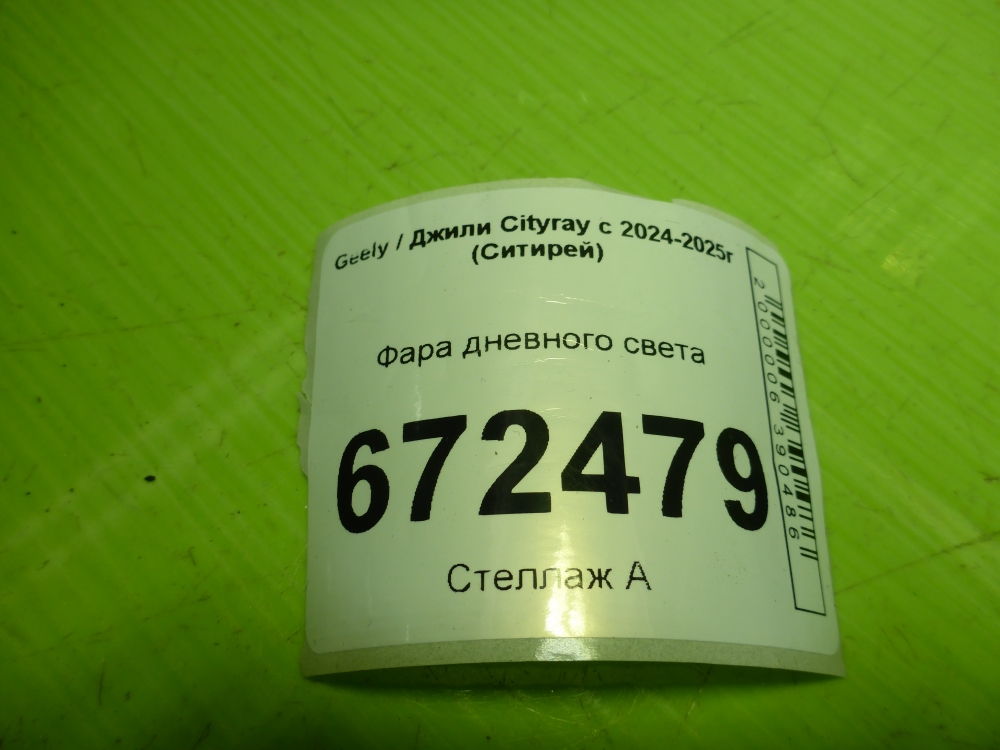 Geely / Джили Cityray с 2024-2025г
(Ситирей)
Фара дневного света
672479
Стеллаж А
2000006390486